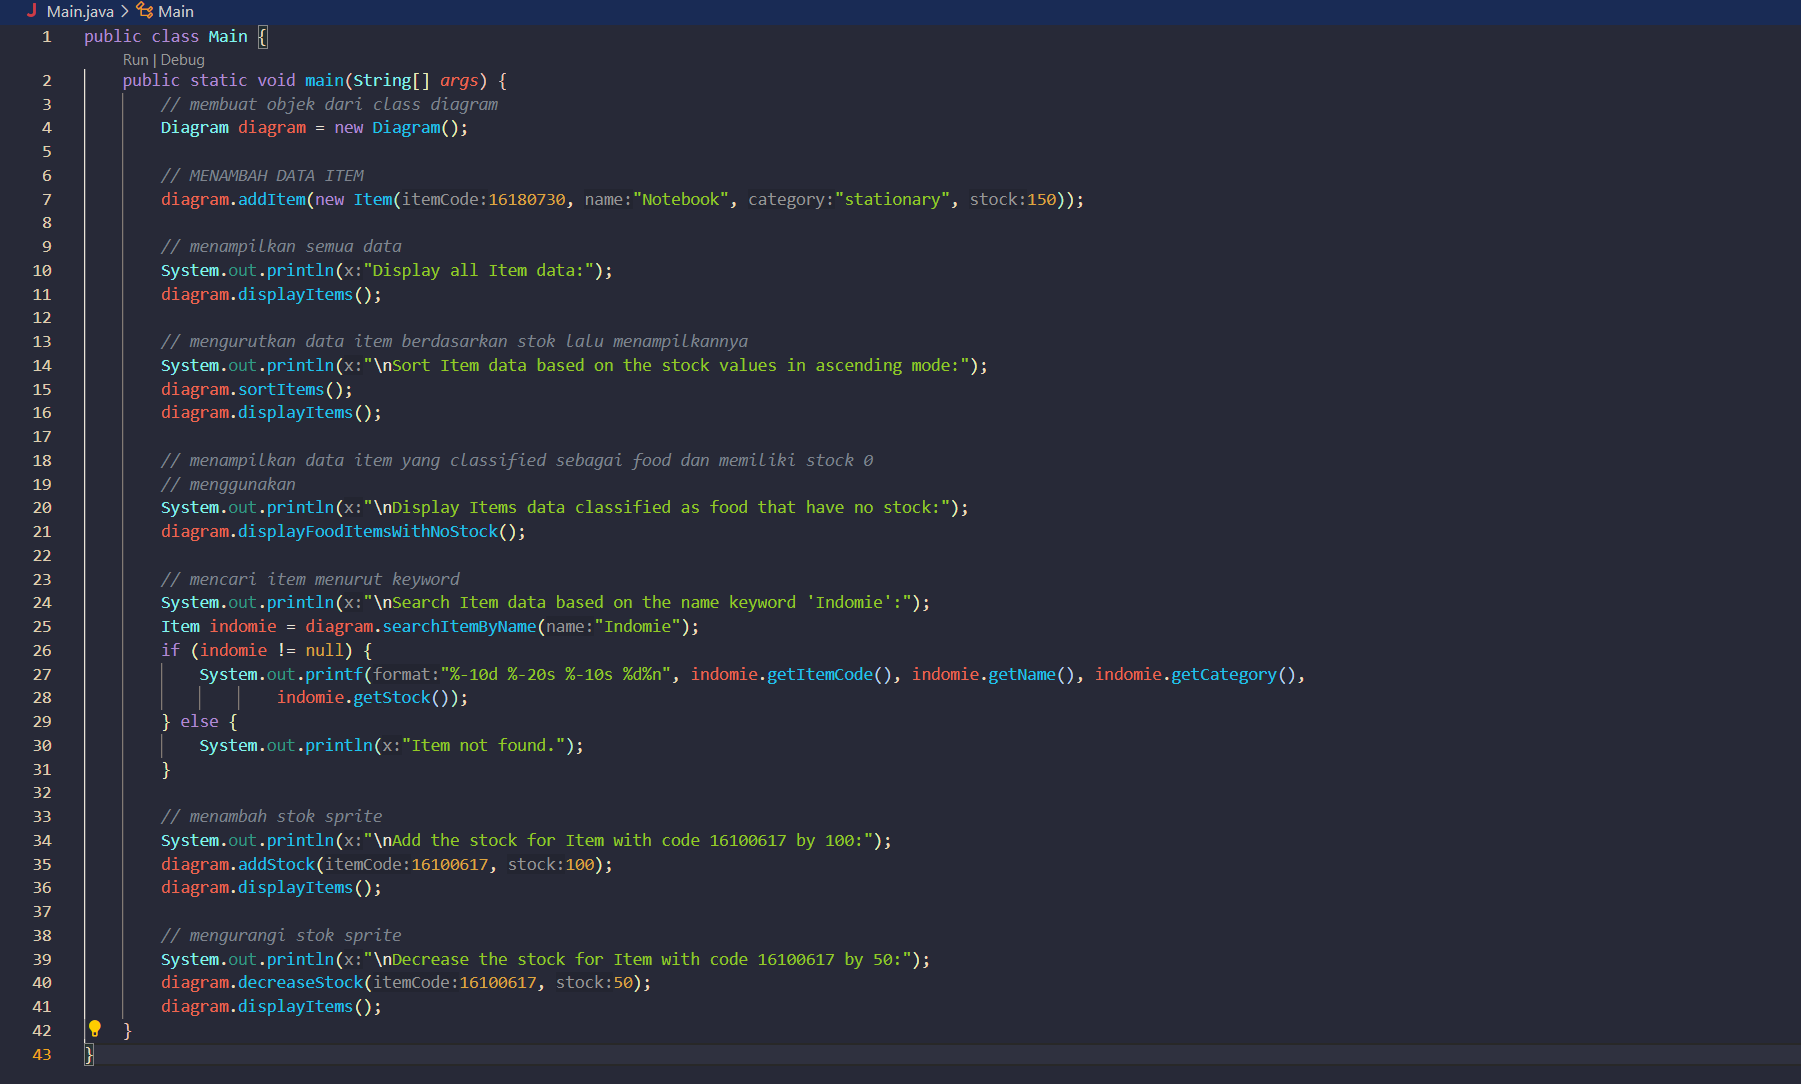 Main.java > Main
1 public class Main {
Run | Debug
2 public static void main(String[] args) {
3 // membuat objek dari class diagram
4 Diagram diagram = new Diagram();
5
6 // MENAMBAH DATA ITEM
7 diagram.addItem(new Item(itemCode:16180730, name:"Notebook", category:"stationary", stock:150));
8
9 // menampilkan semua data
10 System.out.println(x:"Display all Item data:");
11 diagram.displayItems();
12
13 // mengurutkan data item berdasarkan stok lalu menampilkannya
14 System.out.println(x:"\nSort Item data based on the stock values in ascending mode:");
15 diagram.sortItems();
16 diagram.displayItems();
17
18 // menampilkan data item yang classified sebagai food dan memiliki stock 0
19 // menggunakan
20 System.out.println(x:"\nDisplay Items data classified as food that have no stock:");
21 diagram.displayFoodItemsWithNoStock();
22
23 // mencari item menurut keyword
24 System.out.println(x:"\nSearch Item data based on the name keyword 'Indomie':");
25 Item indomie = diagram.searchItemByName(name:"Indomie");
26 if (indomie != null) {
27 System.out.printf(format:"%-10d %-20s %-10s %d%n", indomie.getItemCode(), indomie.getName(), indomie.getCategory(),
28 indomie.getStock());
29 } else {
30 System.out.println(x:"Item not found.");
31 }
32
33 // menambah stok sprite
34 System.out.println(x:"\nAdd the stock for Item with code 16100617 by 100:");
35 diagram.addStock(itemCode:16100617, stock:100);
36 diagram.displayItems();
37
38 // mengurangi stok sprite
39 System.out.println(x:"\nDecrease the stock for Item with code 16100617 by 50:");
40 diagram.decreaseStock(itemCode:16100617, stock:50);
41 diagram.displayItems();
42 }
43 }